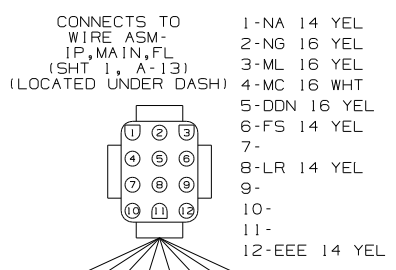 CONNECTS TO
WIRE ASM-
IP,MAIN,FL
(SHT 1, A-13)
(LOCATED UNDER DASH)
1-NA 14 YEL
2-NG 16 YEL
3-ML 16 YEL
4-MC 16 WHT
5-DDN 16 YEL
6-FS 14 YEL
7-
8-LR 14 YEL
9-
10-
11-
12-EEE 14 YEL
1 2 3
4 5 6
7 8 9
10 11 12